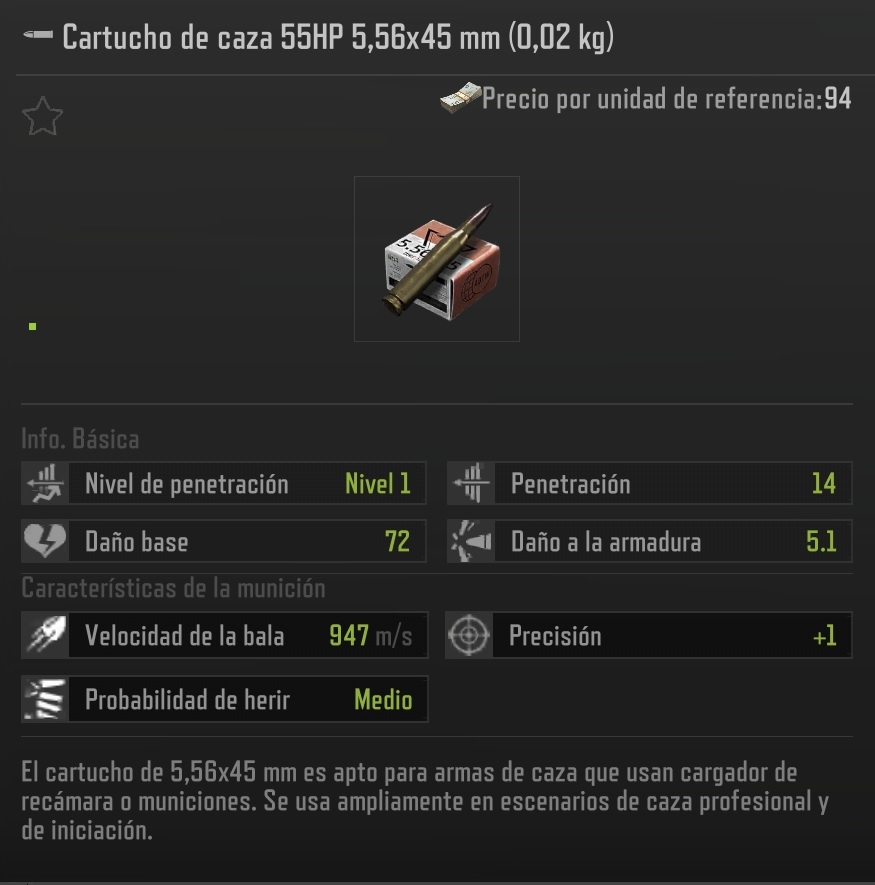 Cartucho de caza 55HP 5,56x45 mm (0,02 kg)
Precio por unidad de referencia:94
Info. Básica
Nivel de penetración Nivel 1
Penetración 14
Daño base 72
Daño a la armadura 5.1
Características de la munición
Velocidad de la bala 947 m/s
Precisión +1
Probabilidad de herir Medio
El cartucho de 5,56x45 mm es apto para armas de caza que usan cargador de
recámara o municiones. Se usa ampliamente en escenarios de caza profesional y
de iniciación.